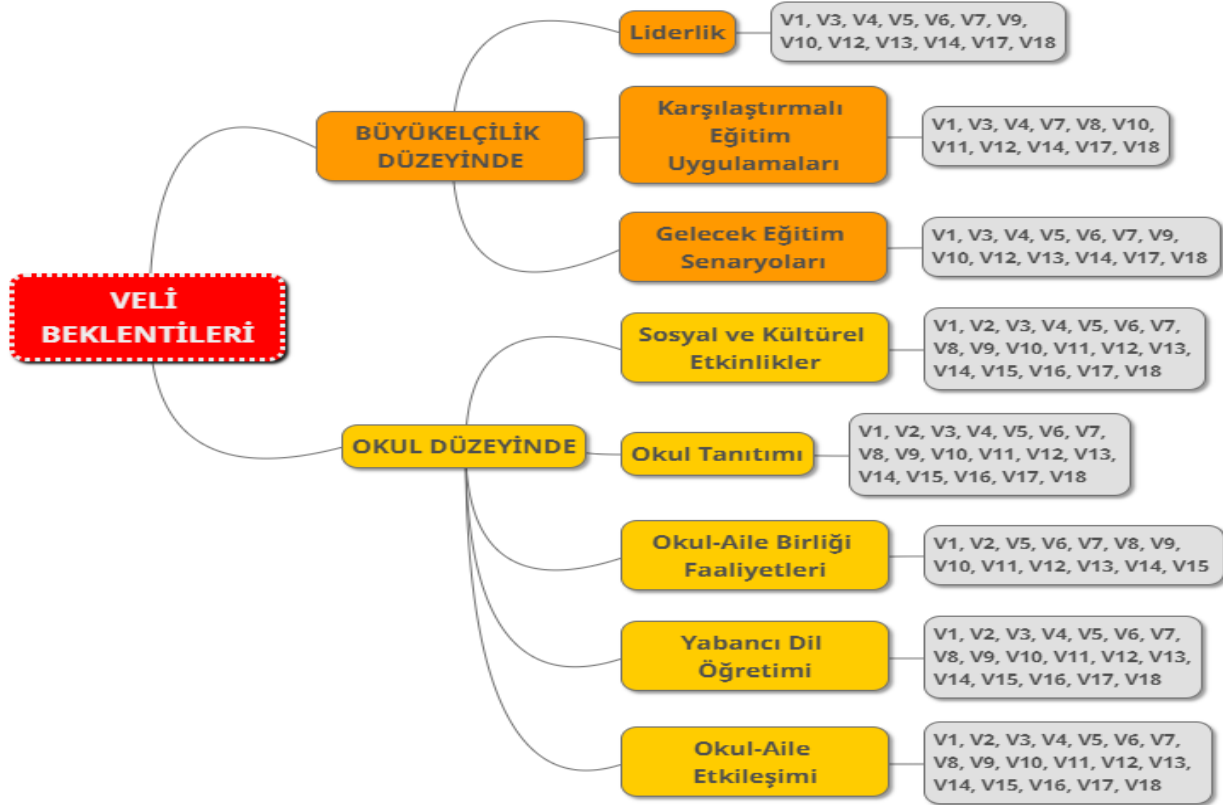 VELİ
BEKLENTİLERİ
BÜYÜKELÇİLİK
DÜZEYİNDE
Liderlik
V1, V3, V4, V5, V6, V7, V9,
V10, V12, V13, V14, V17, V18
Karşılaştırmalı
Eğitim
Uygulamaları
V1, V3, V4, V7, V8, V10,
V11, V12, V14, V17, V18
Gelecek Eğitim
Senaryoları
V1, V3, V4, V5, V6, V7, V9,
V10, V12, V13, V14, V17, V18
OKUL DÜZEYİNDE
Sosyal ve Kültürel
Etkinlikler
V1, V2, V3, V4, V5, V6, V7,
V8, V9, V10, V11, V12, V13,
V14, V15, V16, V17, V18
Okul Tanıtımı
V1, V2, V3, V4, V5, V6, V7,
V8, V9, V10, V11, V12, V13,
V14, V15, V16, V17, V18
Okul-Aile Birliği
Faaliyetleri
V1, V2, V5, V6, V7, V8, V9,
V10, V11, V12, V13, V14, V15
Yabancı Dil
Öğretimi
V1, V2, V3, V4, V5, V6, V7,
V8, V9, V10, V11, V12, V13,
V14, V15, V16, V17, V18
Okul-Aile
Etkileşimi
V1, V2, V3, V4, V5, V6, V7,
V8, V9, V10, V11, V12, V13,
V14, V15, V16, V17, V18